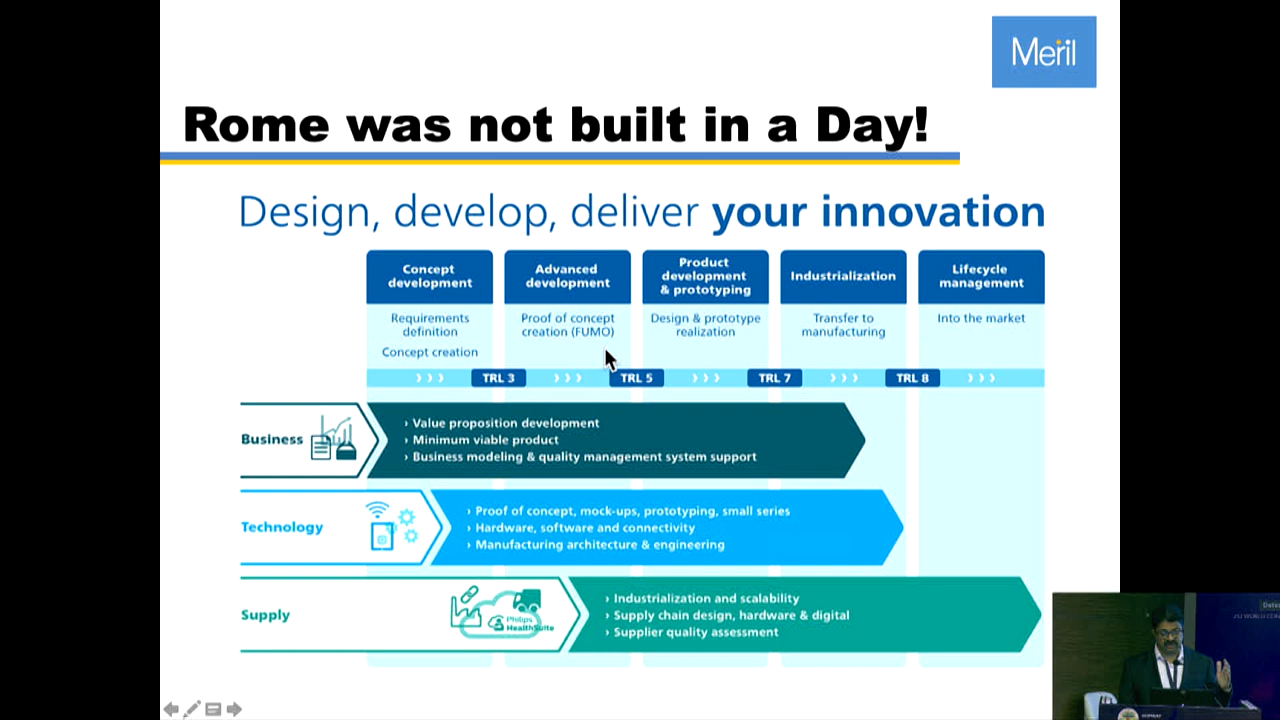 Meril
Rome was not built in a Day!
Design, develop, deliver your innovation
Concept
development
Advanced
development
Product
development
& prototyping
Industrialization
Lifecycle
management
Requirements
definition
Concept creation
Proof of concept
creation (FUMO)
Design & prototype
realization
Transfer to
manufacturing
Into the market
TRL 3
TRL 5
TRL 7
TRL 8
Business
› Value proposition development
› Minimum viable product
› Business modeling & quality management system support
Technology
› Proof of concept, mock-ups, prototyping, small series
› Hardware, software and connectivity
› Manufacturing architecture & engineering
Supply
Philips
HealthSuite
› Industrialization and scalability
› Supply chain design, hardware & digital
› Supplier quality assessment